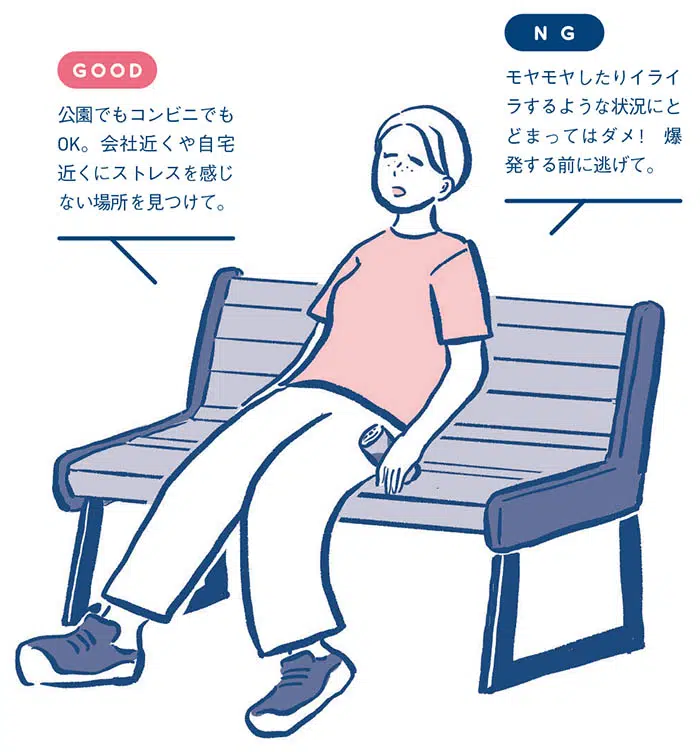 GOOD
公園でもコンビニでも
OK。会社近くや自宅
近くにストレスを感じ
ない場所を見つけて。
NG
モヤモヤしたりイライ
ラするような状況にと
どまってはダメ！ 爆
発する前に逃げて。